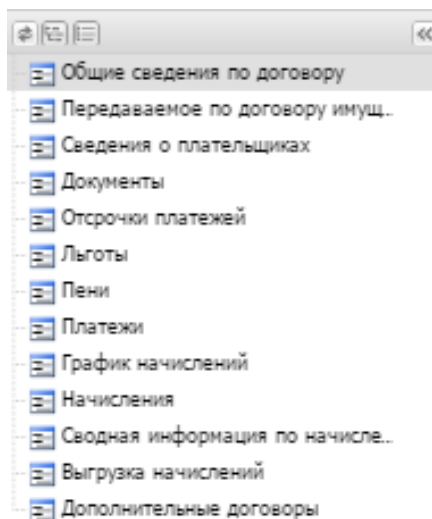 Общие сведения по договору
Передаваемое по договору имущ...
Сведения о плательщиках
Документы
Отсрочки платежей
Льготы
Пени
Платежи
График начислений
Начисления
Сводная информация по начисле...
Выгрузка начислений
Дополнительные договоры